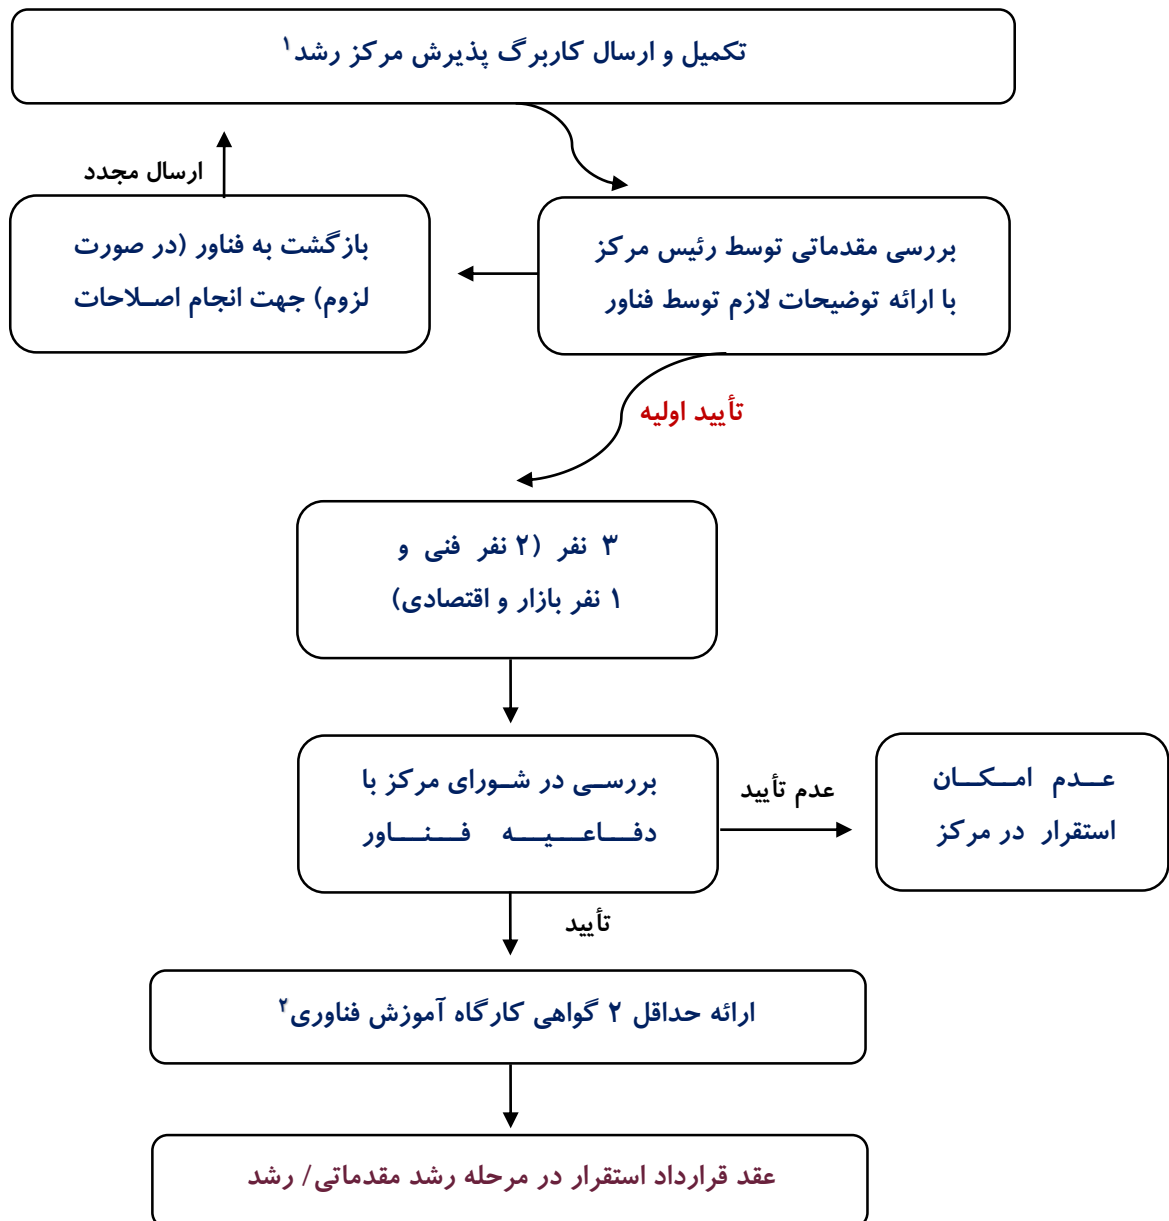 تکمیل و ارسال کاربرگ پذیرش مرکز رشد۱
ارسال مجدد
بررسی مقدماتی توسط رئیس مرکز
با ارائه توضیحات لازم توسط فناور
بازگشت به فناور (در صورت
لزوم) جهت انجام اصلاحات
تأیید اولیه
۳ نفر (۲ نفر فنی و
۱ نفر بازار و اقتصادی)
بررسی در شورای مرکز با
دفاعیه فناور
عدم تأیید
عدم امکان
استقرار در مرکز
تأیید
ارائه حداقل ۲ گواهی کارگاه آموزش فناوری۲
عقد قرارداد استقرار در مرحله رشد مقدماتی/ رشد